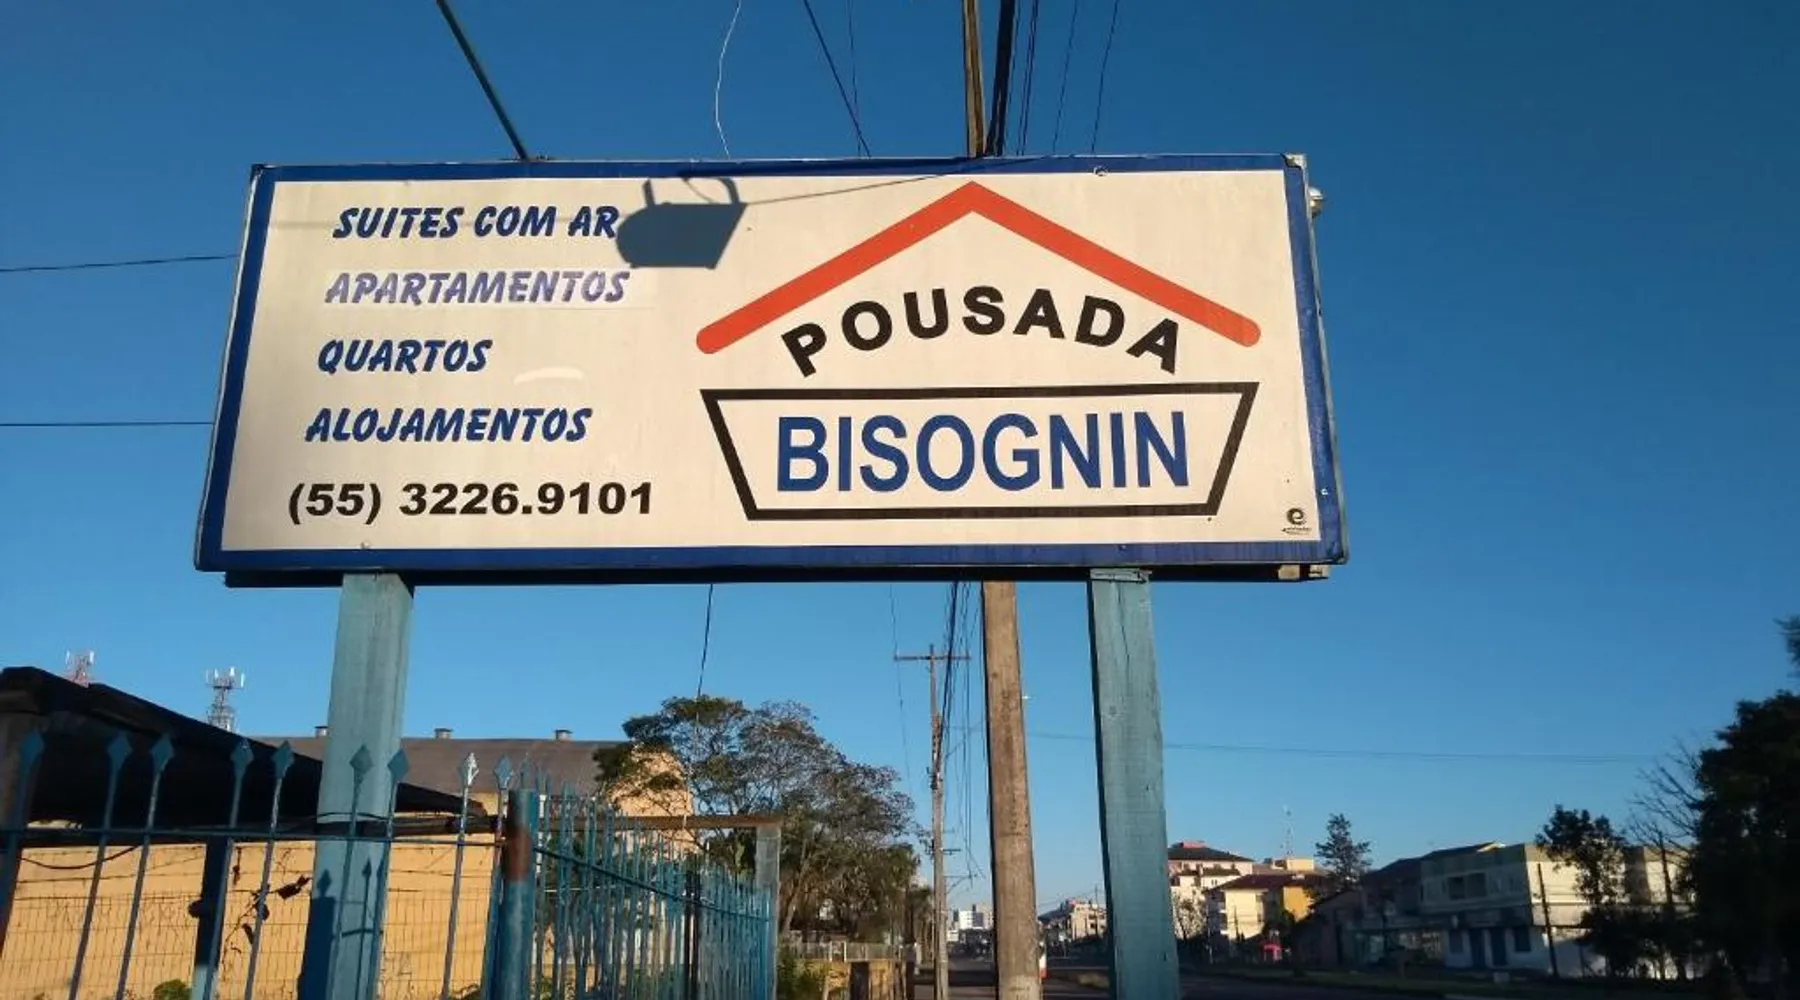 SUITES COM AR
APARTAMENTOS
QUARTOS
ALOJAMENTOS
(55) 3226.9101
POUSADA
BISOGNIN